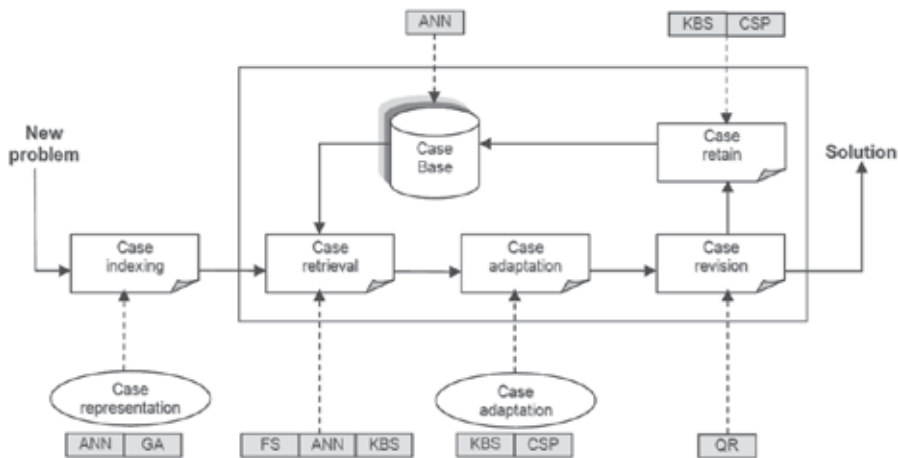 ANN
KBS CSP
New
problem
Case
Base
Case
retain
Solution
Case
indexing
Case
retrieval
Case
adaptation
Case
revision
Case
representation
Case
adaptation
ANN GA
FS ANN KBS
KBS CSP
QR